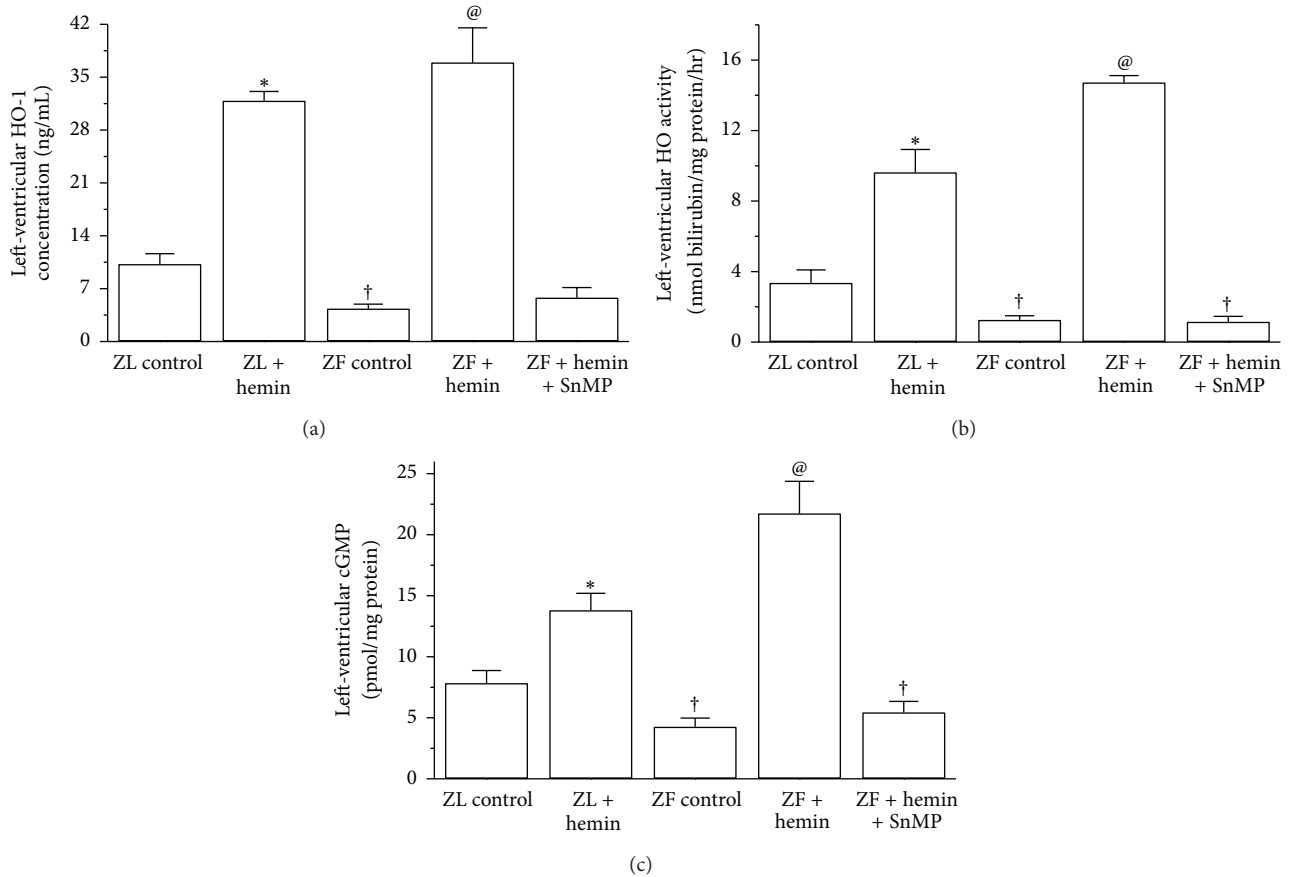 Left-ventricular HO-1
concentration (ng/mL)
42
35
28
21
14
7
0
*
†
@
ZL control
ZL +
hemin
ZF control
ZF +
hemin
ZF + hemin
+ SnMP
(a)
Left-ventricular HO activity
(nmol bilirubin/mg protein/hr)
16
12
8
4
0
*
†
@
†
ZL control
ZL +
hemin
ZF control
ZF +
hemin
ZF + hemin
+ SnMP
(b)
Left-ventricular cGMP
(pmol/mg protein)
25
20
15
10
5
0
*
†
@
†
ZL control
ZL +
hemin
ZF control
ZF +
hemin
ZF + hemin
+ SnMP
(c)